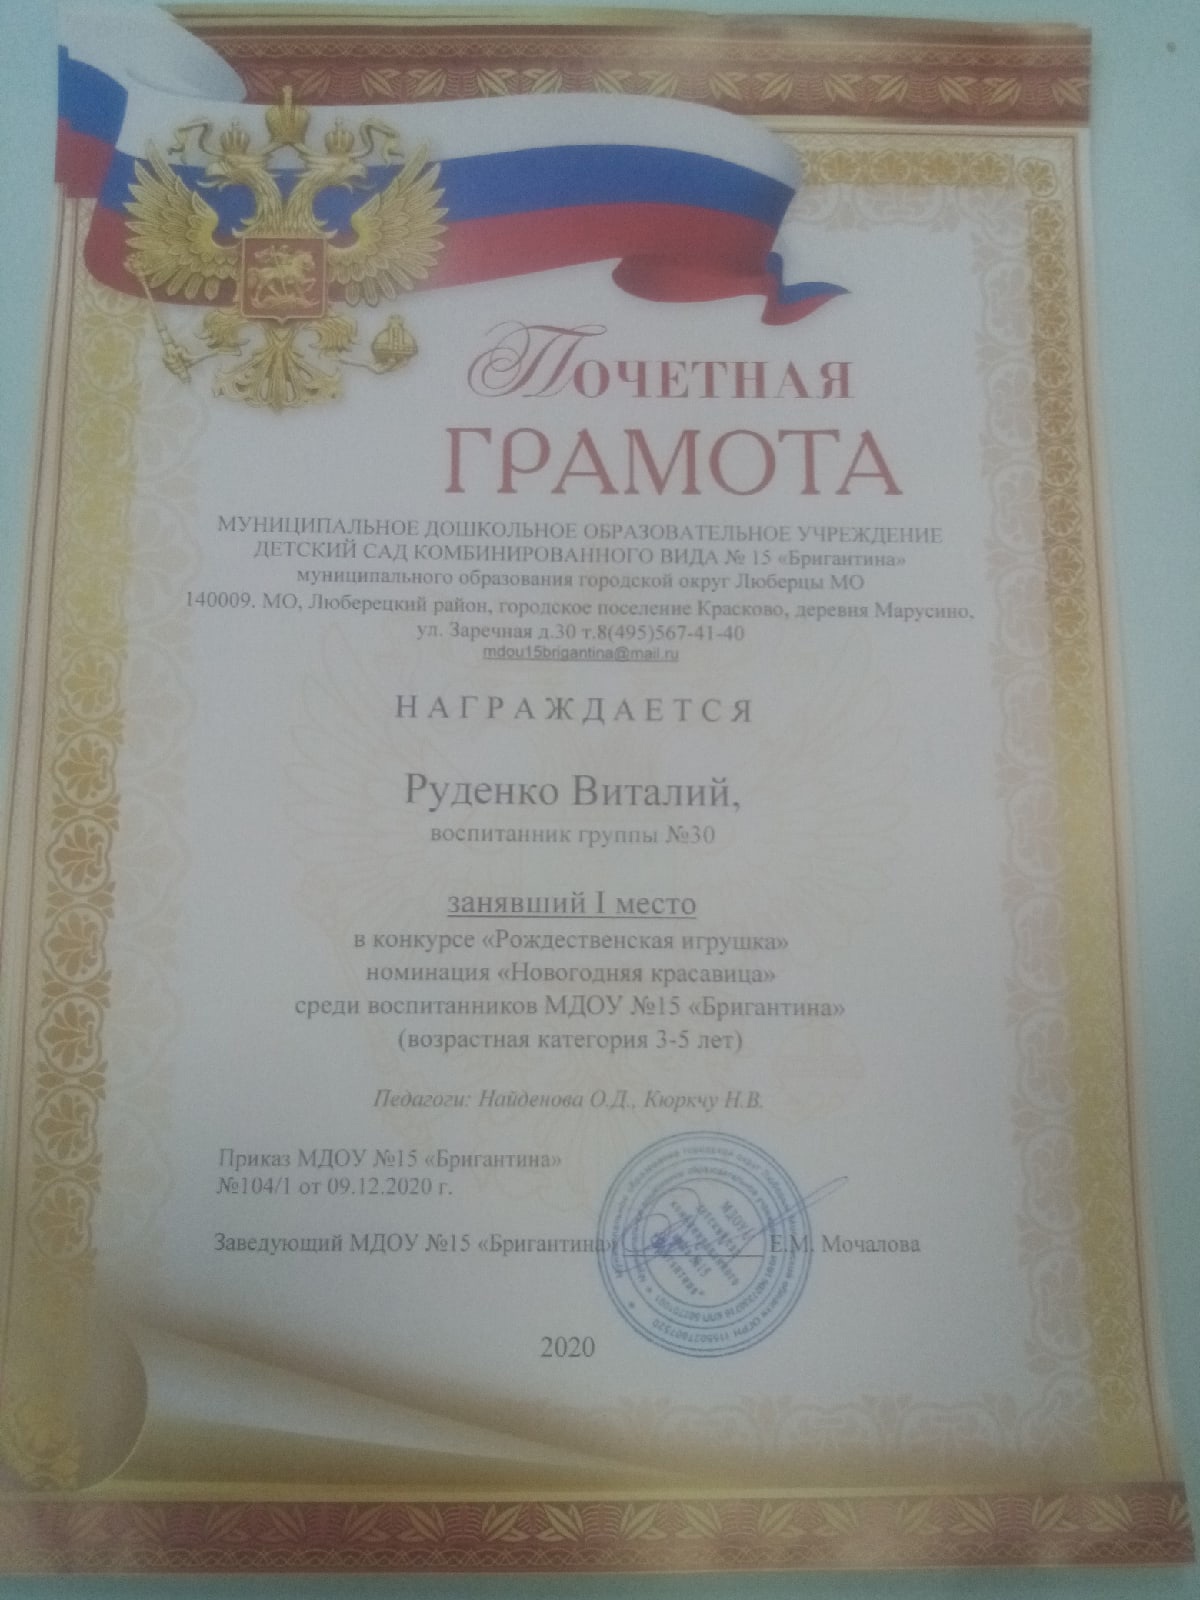 Почетная
ГРАМОТА
МУНИЦИПАЛЬНОЕ ДОШКОЛЬНОЕ ОБРАЗОВАТЕЛЬНОЕ УЧРЕЖДЕНИЕ
ДЕТСКИЙ САД КОМБИНИРОВАННОГО ВИДА № 15 «Бригантина»
муниципального образования городской округ Люберцы МО
140009. МО, Люберецкий район, городское поселение Красково, деревня Марусино,
ул. Заречная д.30 т.8(495)567-41-40
mdou15brigantina@mail.ru
НАГРАЖДАЕТСЯ
Руденко Виталий,
воспитанник группы №30
занявший I место
в конкурсе «Рождественская игрушка»
номинация «Новогодняя красавица»
среди воспитанников МДОУ №15 «Бригантина»
(возрастная категория 3-5 лет)
Педагоги: Найденова О.Д., Кюркчу Н.В.
Приказ МДОУ №15 «Бригантина»
№104/1 от 09.12.2020 г.
Заведующий МДОУ №15 «Бригантина» Е.М. Мочалова
2020